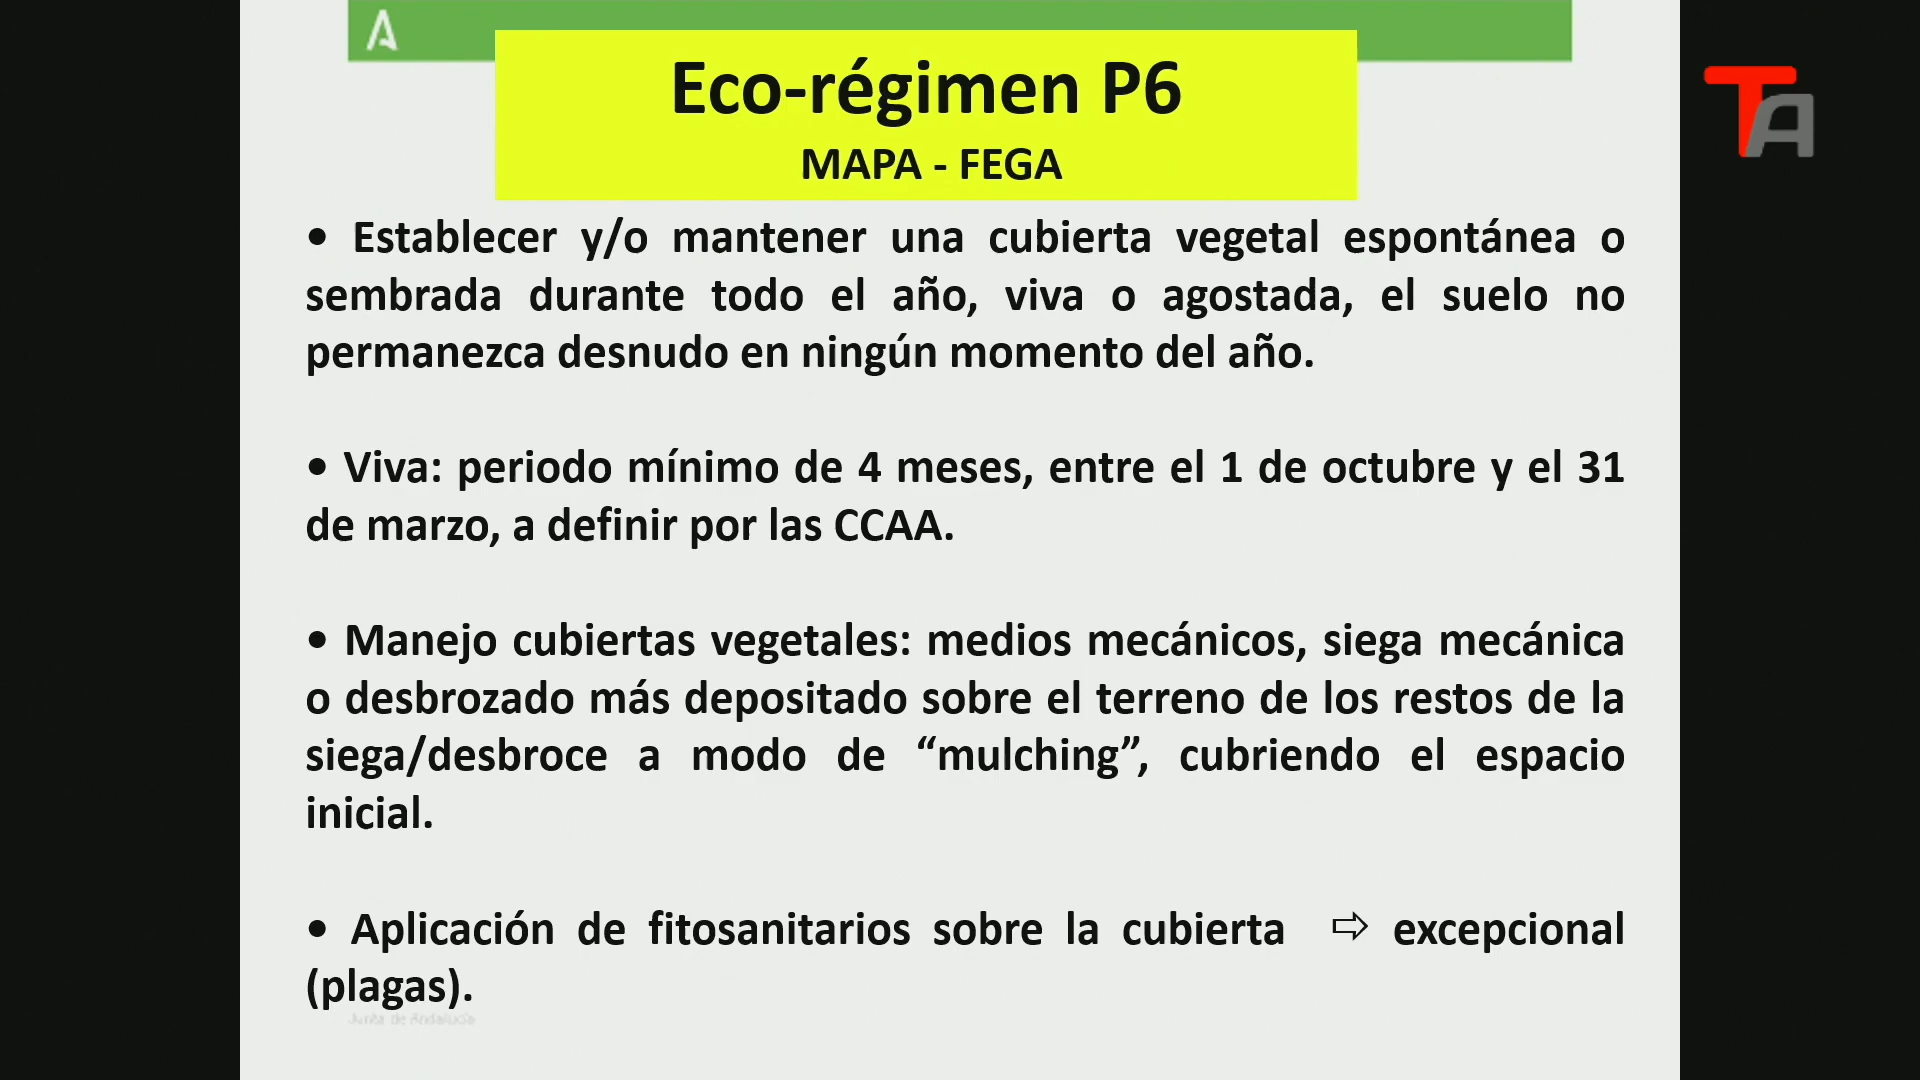 A
Eco-régimen P6
TA
MAPA - FEGA
• Establecer y/o mantener una cubierta vegetal espontánea o
sembrada durante todo el año, viva o agostada, el suelo no
permanezca desnudo en ningún momento del año.
• Viva: periodo mínimo de 4 meses, entre el 1 de octubre y el 31
de marzo, a definir por las CCAA.
• Manejo cubiertas vegetales: medios mecánicos, siega mecánica
o desbrozado más depositado sobre el terreno de los restos de la
siega/desbroce a modo de “mulching”, cubriendo el espacio
inicial.
• Aplicación de fitosanitarios sobre la cubierta ⇨ excepcional
(plagas).
Junta de Andalucía